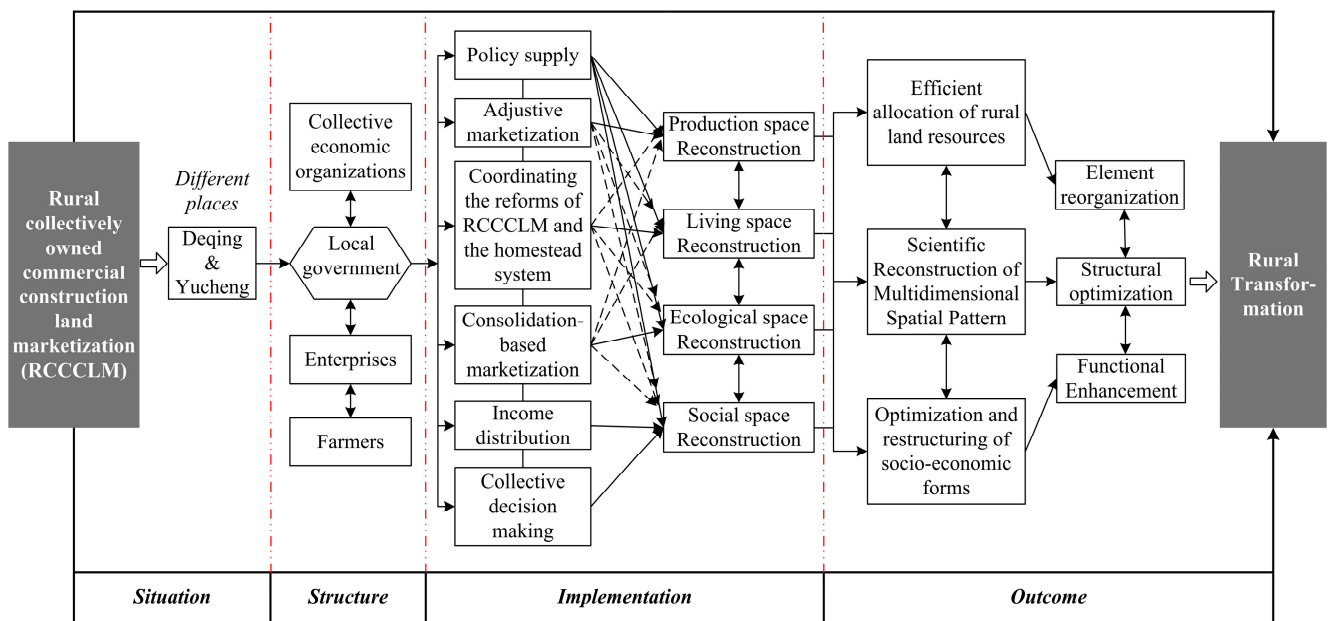 Rural
collectively
owned
commercial
construction
land
marketization
(RCCCLM)
Different
places
Deqing
&
Yucheng
Collective
economic
organizations
Local
government
Enterprises
Farmers
Policy supply
Adjustive
marketization
Coordinating
the reforms of
RCCCLM and
the homestead
system
Consolidation-
based
marketization
Income
distribution
Collective
decision
making
Production space
Reconstruction
Living space
Reconstruction
Ecological space
Reconstruction
Social space
Reconstruction
Efficient
allocation of rural
land resources
Scientific
Reconstruction of
Multidimensional
Spatial Pattern
Optimization and
restructuring of
socio-economic
forms
Element
reorganization
Structural
optimization
Functional
Enhancement
Rural
Transfor-
mation
Situation
Structure
Implementation
Outcome